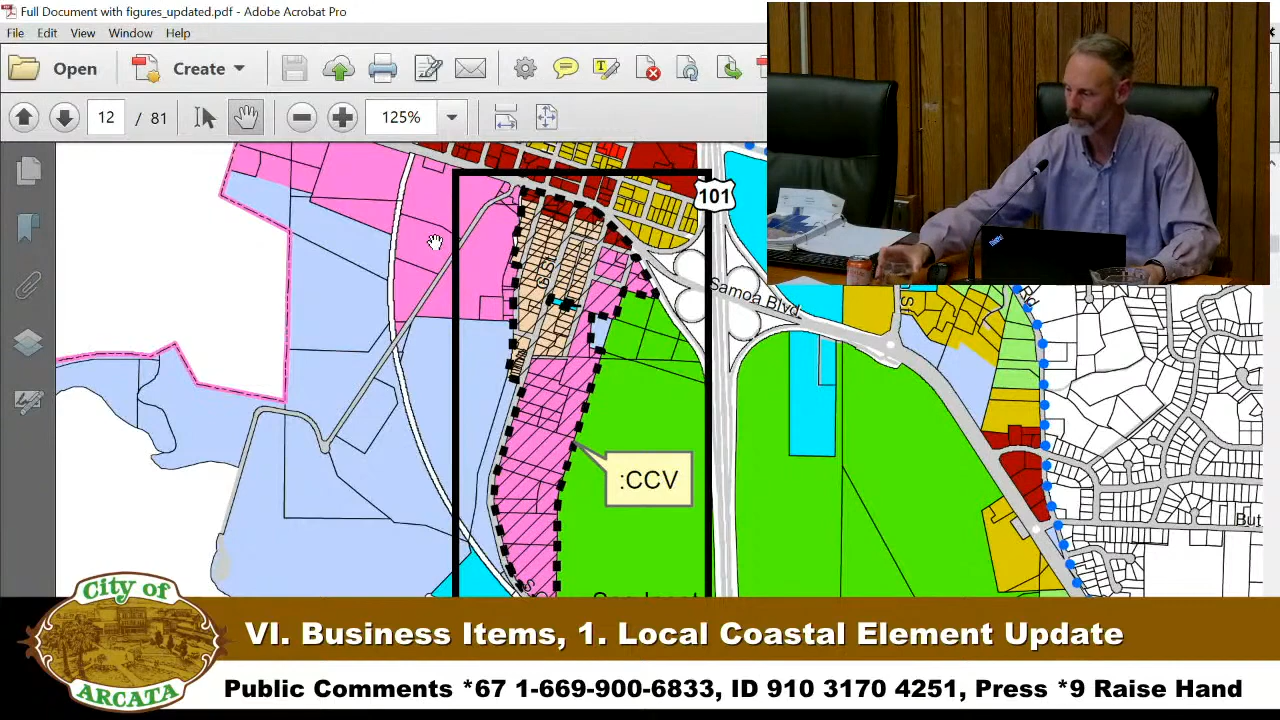 Full Document with figures_updated.pdf - Adobe Acrobat Pro
File Edit View Window Help
Open
Create
12 / 81
125%
101
Samoa Blvd
G S
S
Rd
:CCV
But
S
City of
ARCATA
VI. Business Items, 1. Local Coastal Element Update
Public Comments *67 1-669-900-6833, ID 910 3170 4251, Press *9 Raise Hand